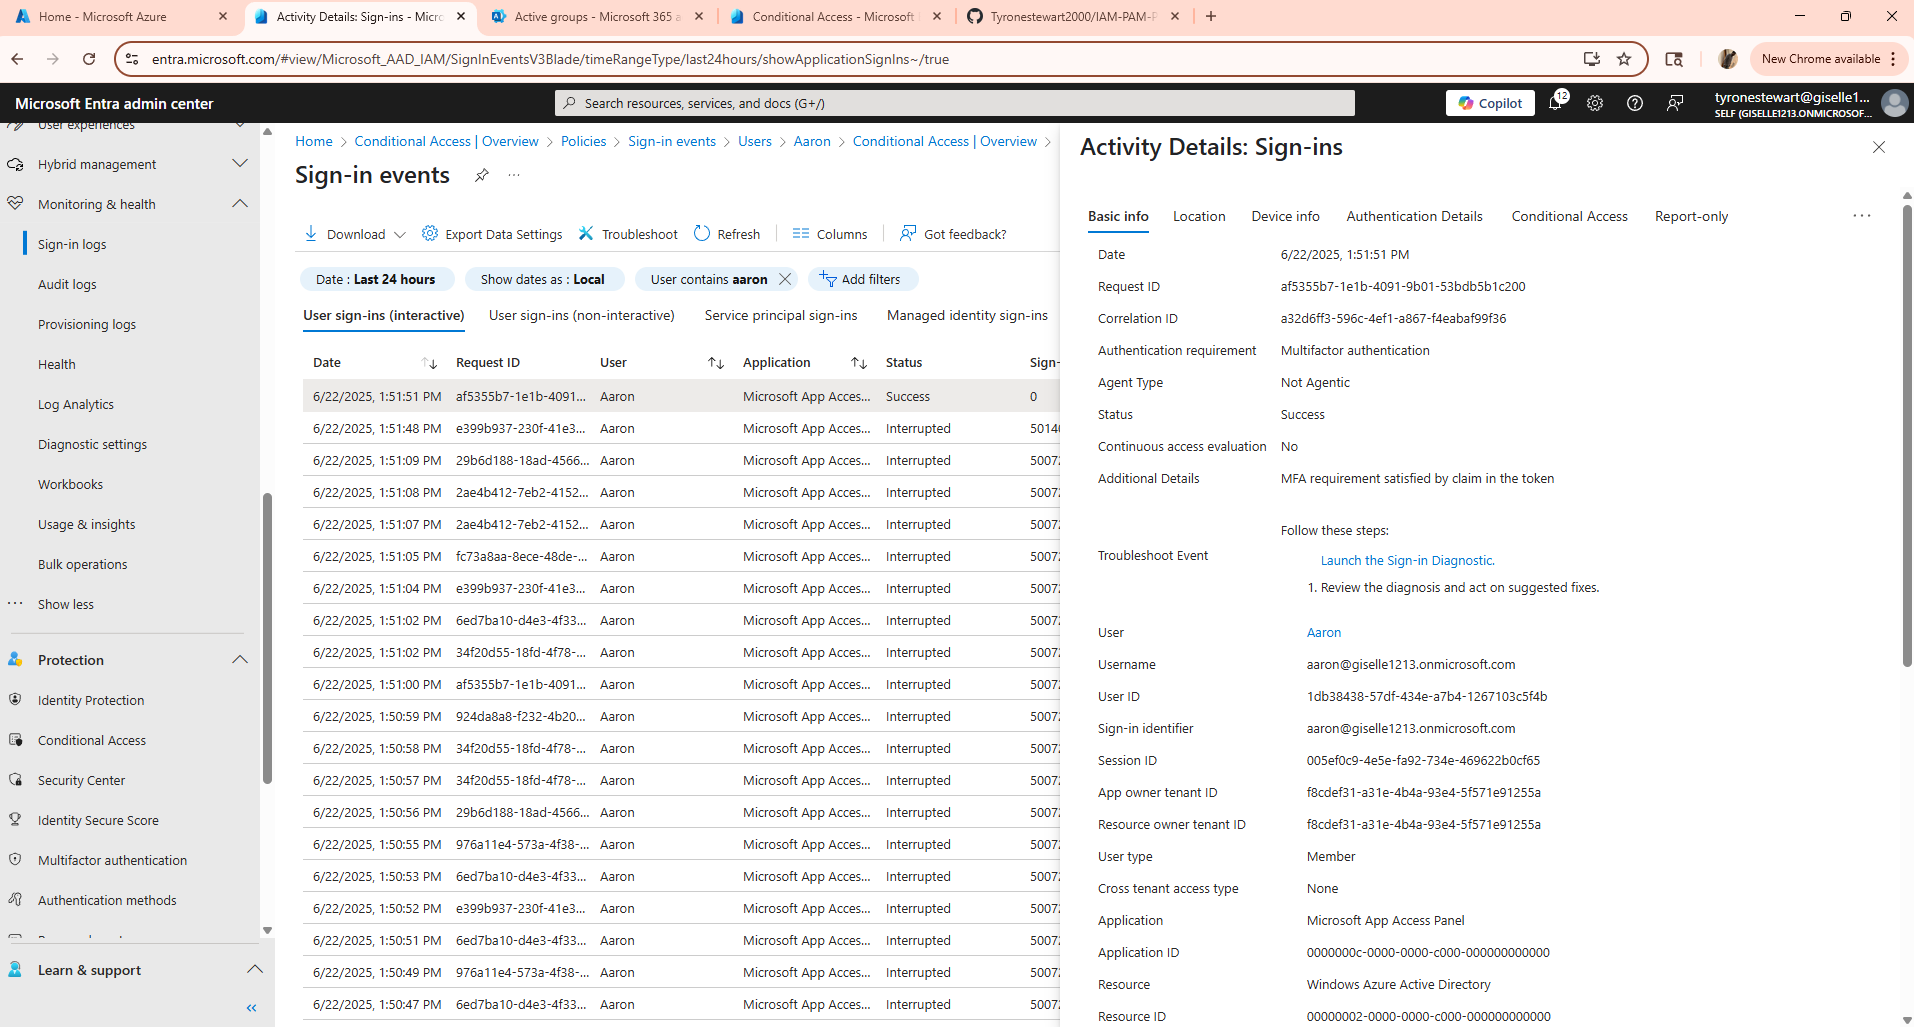 Home - Microsoft Azure
Activity Details: Sign-ins - Micro
Active groups - Microsoft 365 a
Conditional Access - Microsoft
Tyronestewart2000/IAM-PAM-P
entra.microsoft.com/#view/Microsoft_AAD_IAM/SignInEventsV3Blade/timeRangeType/last24hours/showApplicationSignIns~/true
New Chrome available
Microsoft Entra admin center
Search resources, services, and docs (G+/)
Copilot
12
tyronestewart@giselle1...
SELF (GISELLE1213.ONMICROSOF...
User experiences
Hybrid management
Monitoring & health
Sign-in logs
Audit logs
Provisioning logs
Health
Log Analytics
Diagnostic settings
Workbooks
Usage & insights
Bulk operations
Show less
Protection
Identity Protection
Conditional Access
Security Center
Identity Secure Score
Multifactor authentication
Authentication methods
Learn & support
Home > Conditional Access | Overview > Policies > Sign-in events > Users > Aaron > Conditional Access | Overview >
Sign-in events
Download
Export Data Settings
Troubleshoot
Refresh
Columns
Got feedback?
Date : Last 24 hours
Show dates as : Local
User contains aaron
Add filters
User sign-ins (interactive)
User sign-ins (non-interactive)
Service principal sign-ins
Managed identity sign-ins
Date Request ID User Application Status Sign-
6/22/2025, 1:51:51 PM af5355b7-1e1b-4091... Aaron Microsoft App Acces... Success 0
6/22/2025, 1:51:48 PM e399b937-230f-41e3... Aaron Microsoft App Acces... Interrupted 5014
6/22/2025, 1:51:09 PM 29b6d188-18ad-4566... Aaron Microsoft App Acces... Interrupted 5007
6/22/2025, 1:51:08 PM 2ae4b412-7eb2-4152... Aaron Microsoft App Acces... Interrupted 5007
6/22/2025, 1:51:07 PM 2ae4b412-7eb2-4152... Aaron Microsoft App Acces... Interrupted 5007
6/22/2025, 1:51:05 PM fc73a8aa-8ece-48de-... Aaron Microsoft App Acces... Interrupted 5007
6/22/2025, 1:51:04 PM e399b937-230f-41e3... Aaron Microsoft App Acces... Interrupted 5007
6/22/2025, 1:51:02 PM 6ed7ba10-d4e3-4f33... Aaron Microsoft App Acces... Interrupted 5007
6/22/2025, 1:51:02 PM 34f20d55-18fd-4f78-... Aaron Microsoft App Acces... Interrupted 5007
6/22/2025, 1:51:00 PM af5355b7-1e1b-4091... Aaron Microsoft App Acces... Interrupted 5007
6/22/2025, 1:50:59 PM 924da8a8-f232-4b20... Aaron Microsoft App Acces... Interrupted 5007
6/22/2025, 1:50:58 PM 34f20d55-18fd-4f78-... Aaron Microsoft App Acces... Interrupted 5007
6/22/2025, 1:50:57 PM 34f20d55-18fd-4f78-... Aaron Microsoft App Acces... Interrupted 5007
6/22/2025, 1:50:56 PM 29b6d188-18ad-4566... Aaron Microsoft App Acces... Interrupted 5007
6/22/2025, 1:50:55 PM 976a11e4-573a-4f38-... Aaron Microsoft App Acces... Interrupted 5007
6/22/2025, 1:50:53 PM 6ed7ba10-d4e3-4f33... Aaron Microsoft App Acces... Interrupted 5007
6/22/2025, 1:50:52 PM e399b937-230f-41e3... Aaron Microsoft App Acces... Interrupted 5007
6/22/2025, 1:50:51 PM 6ed7ba10-d4e3-4f33... Aaron Microsoft App Acces... Interrupted 5007
6/22/2025, 1:50:49 PM 976a11e4-573a-4f38-... Aaron Microsoft App Acces... Interrupted 5007
6/22/2025, 1:50:47 PM 6ed7ba10-d4e3-4f33... Aaron Microsoft App Acces... Interrupted 5007
Activity Details: Sign-ins
Basic info
Location
Device info
Authentication Details
Conditional Access
Report-only
Date 6/22/2025, 1:51:51 PM
Request ID af5355b7-1e1b-4091-9b01-53bdb5b1c200
Correlation ID a32d6ff3-596c-4ef1-a867-f4eabaf99f36
Authentication requirement Multifactor authentication
Agent Type Not Agentic
Status Success
Continuous access evaluation No
Additional Details MFA requirement satisfied by claim in the token
Follow these steps:
Troubleshoot Event
Launch the Sign-in Diagnostic.
1. Review the diagnosis and act on suggested fixes.
User Aaron
Username aaron@giselle1213.onmicrosoft.com
User ID 1db38438-57df-434e-a7b4-1267103c5f4b
Sign-in identifier aaron@giselle1213.onmicrosoft.com
Session ID 005ef0c9-4e5e-fa92-734e-469622b0cf65
App owner tenant ID f8cdef31-a31e-4b4a-93e4-5f571e91255a
Resource owner tenant ID f8cdef31-a31e-4b4a-93e4-5f571e91255a
User type Member
Cross tenant access type None
Application Microsoft App Access Panel
Application ID 0000000c-0000-0000-c000-000000000000
Resource Windows Azure Active Directory
Resource ID 00000002-0000-0000-c000-000000000000